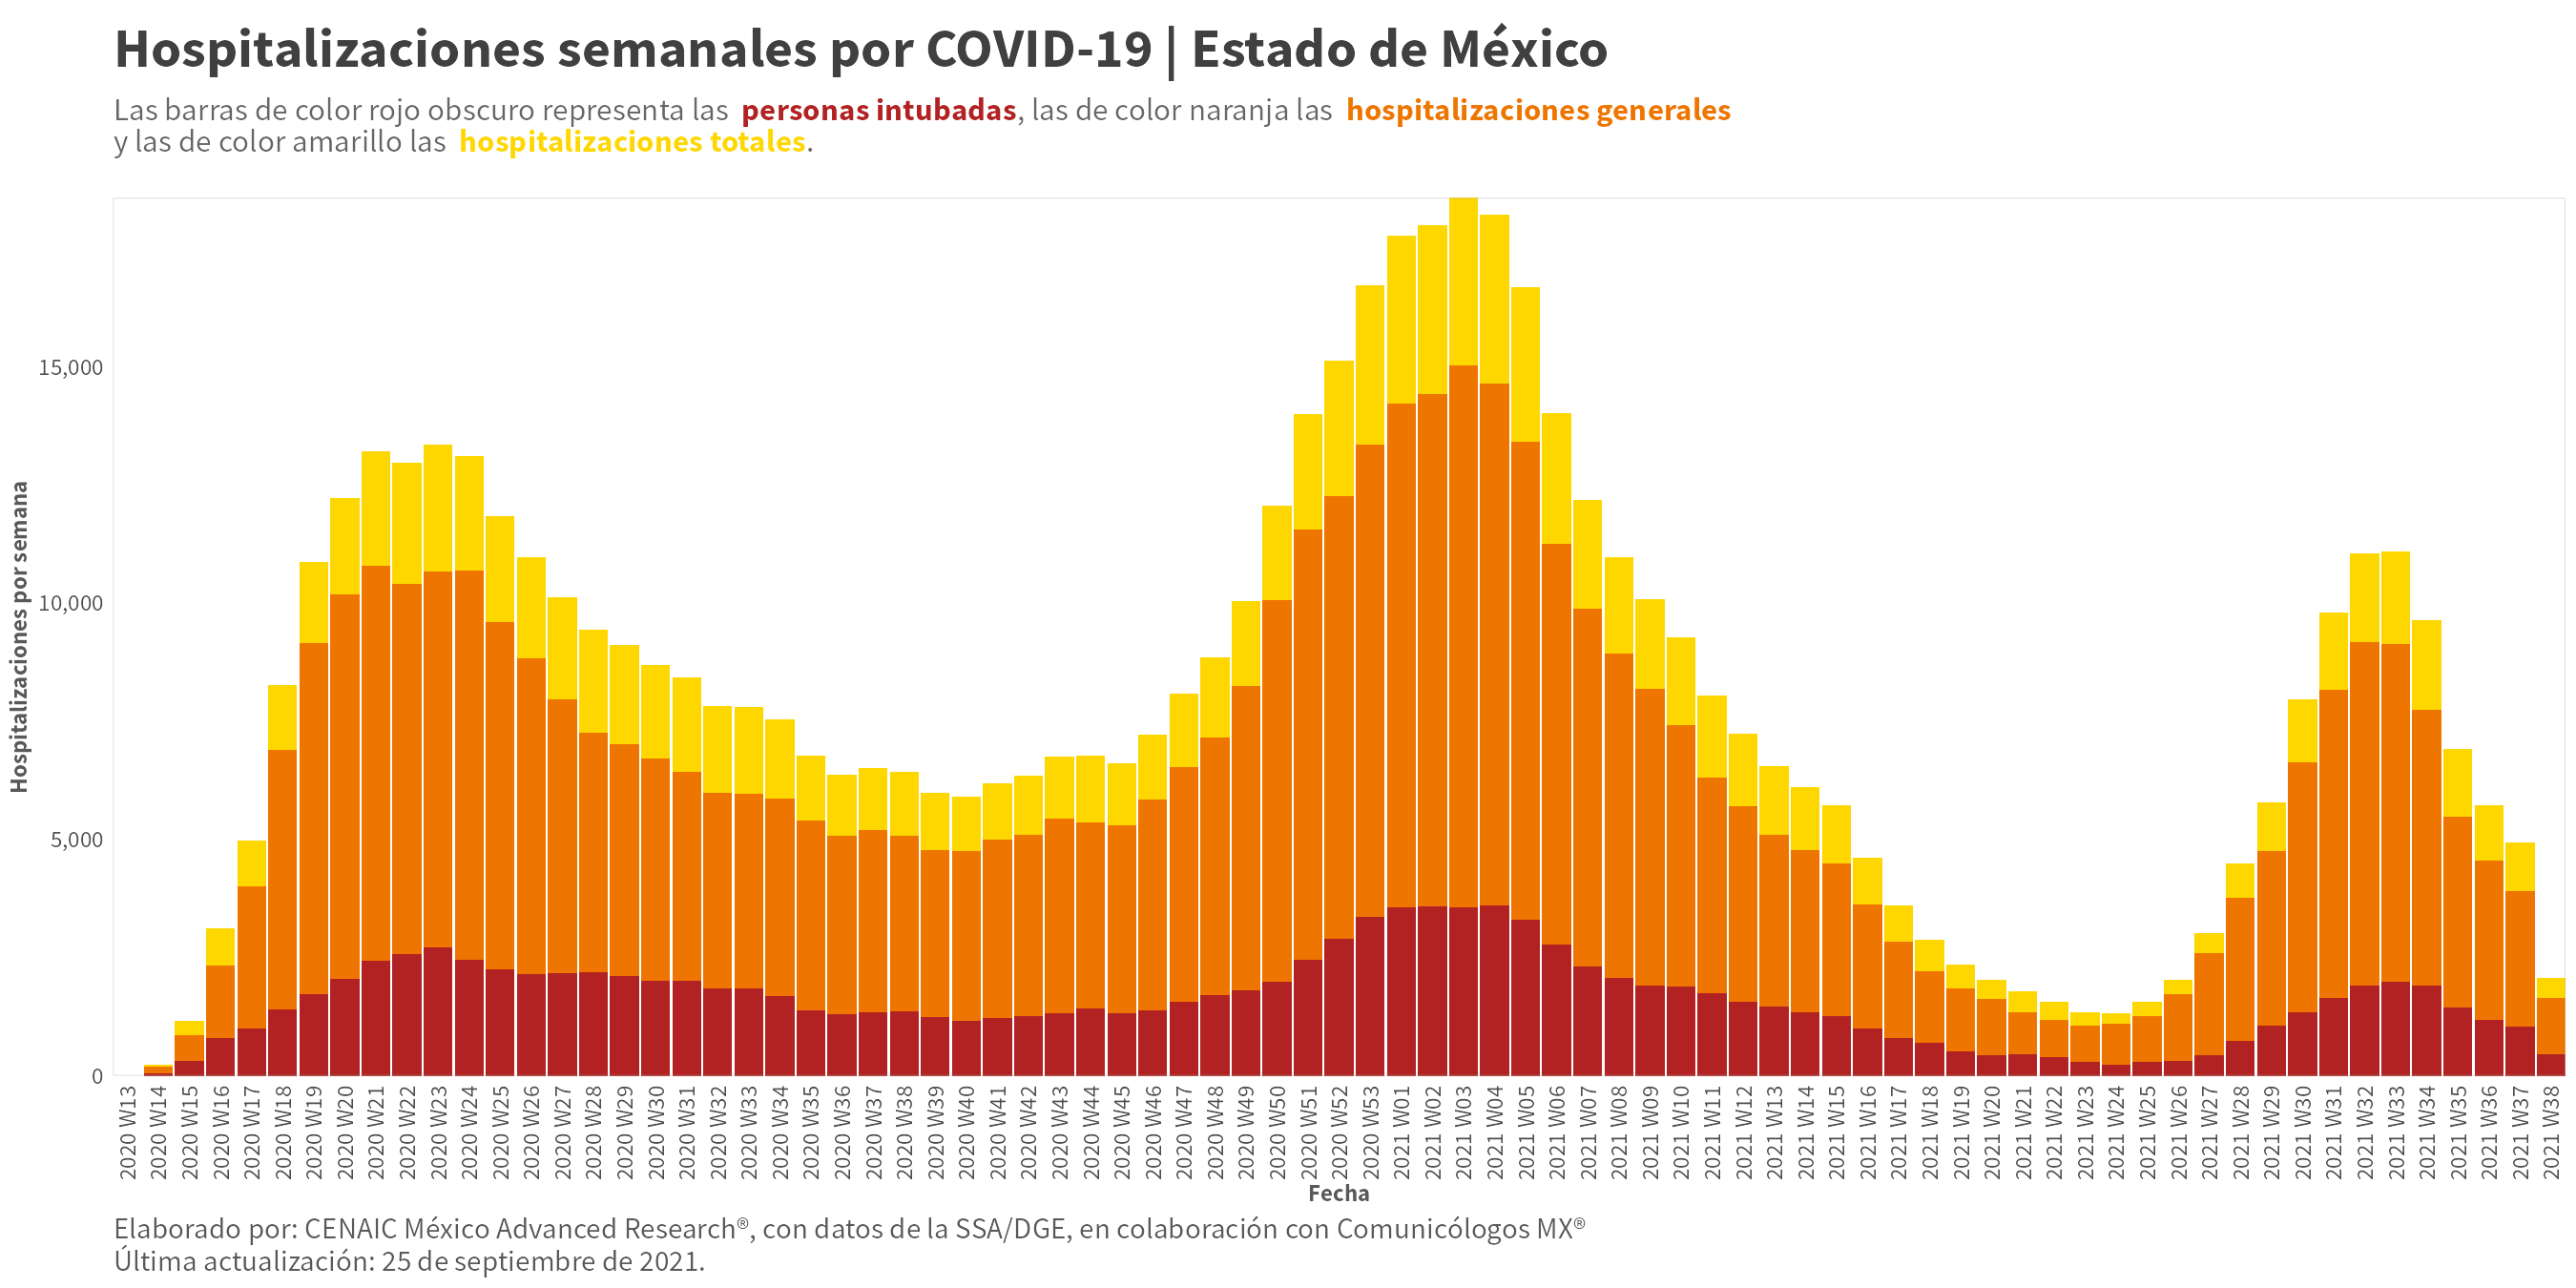 Hospitalizaciones semanales por COVID-19 | Estado de México
Las barras de color rojo obscuro representa las personas intubadas, las de color naranja las hospitalizaciones generales
y las de color amarillo las hospitalizaciones totales.
Hospitalizaciones por semana
15,000
10,000
5,000
0
2020 W13
2020 W14
2020 W15
2020 W16
2020 W17
2020 W18
2020 W19
2020 W20
2020 W21
2020 W22
2020 W23
2020 W24
2020 W25
2020 W26
2020 W27
2020 W28
2020 W29
2020 W30
2020 W31
2020 W32
2020 W33
2020 W34
2020 W35
2020 W36
2020 W37
2020 W38
2020 W39
2020 W40
2020 W41
2020 W42
2020 W43
2020 W44
2020 W45
2020 W46
2020 W47
2020 W48
2020 W49
2020 W50
2020 W51
2020 W52
2020 W53
2021 W01
2021 W02
2021 W03
2021 W04
2021 W05
2021 W06
2021 W07
2021 W08
2021 W09
2021 W10
2021 W11
2021 W12
2021 W13
2021 W14
2021 W15
2021 W16
2021 W17
2021 W18
2021 W19
2021 W20
2021 W21
2021 W22
2021 W23
2021 W24
2021 W25
2021 W26
2021 W27
2021 W28
2021 W29
2021 W30
2021 W31
2021 W32
2021 W33
2021 W34
2021 W35
2021 W36
2021 W37
2021 W38
Fecha
Elaborado por: CENAIC México Advanced Research®, con datos de la SSA/DGE, en colaboración con Comunicólogos MX®
Última actualización: 25 de septiembre de 2021.